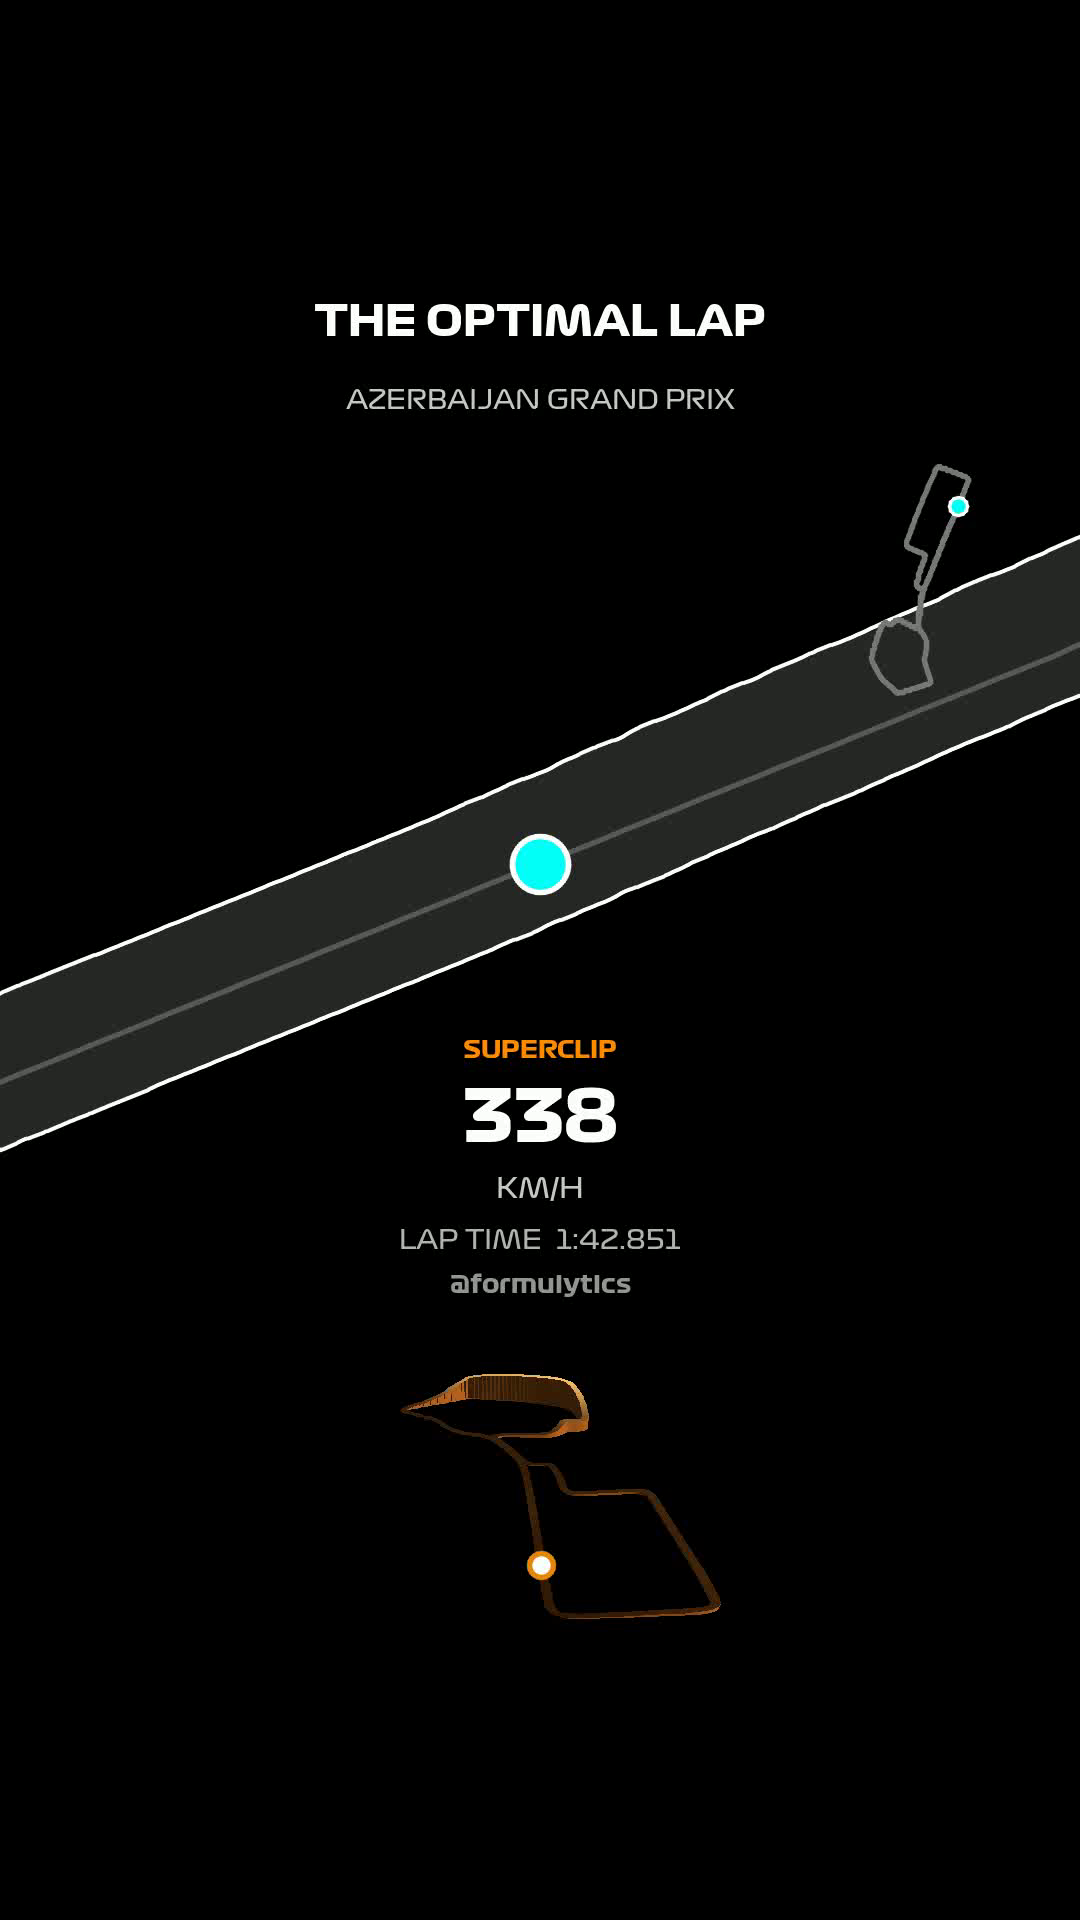 THE OPTIMAL LAP
AZERBAIJAN GRAND PRIX
SUPERCLIP
338
KM/H
LAP TIME 1:42.851
@formulytics